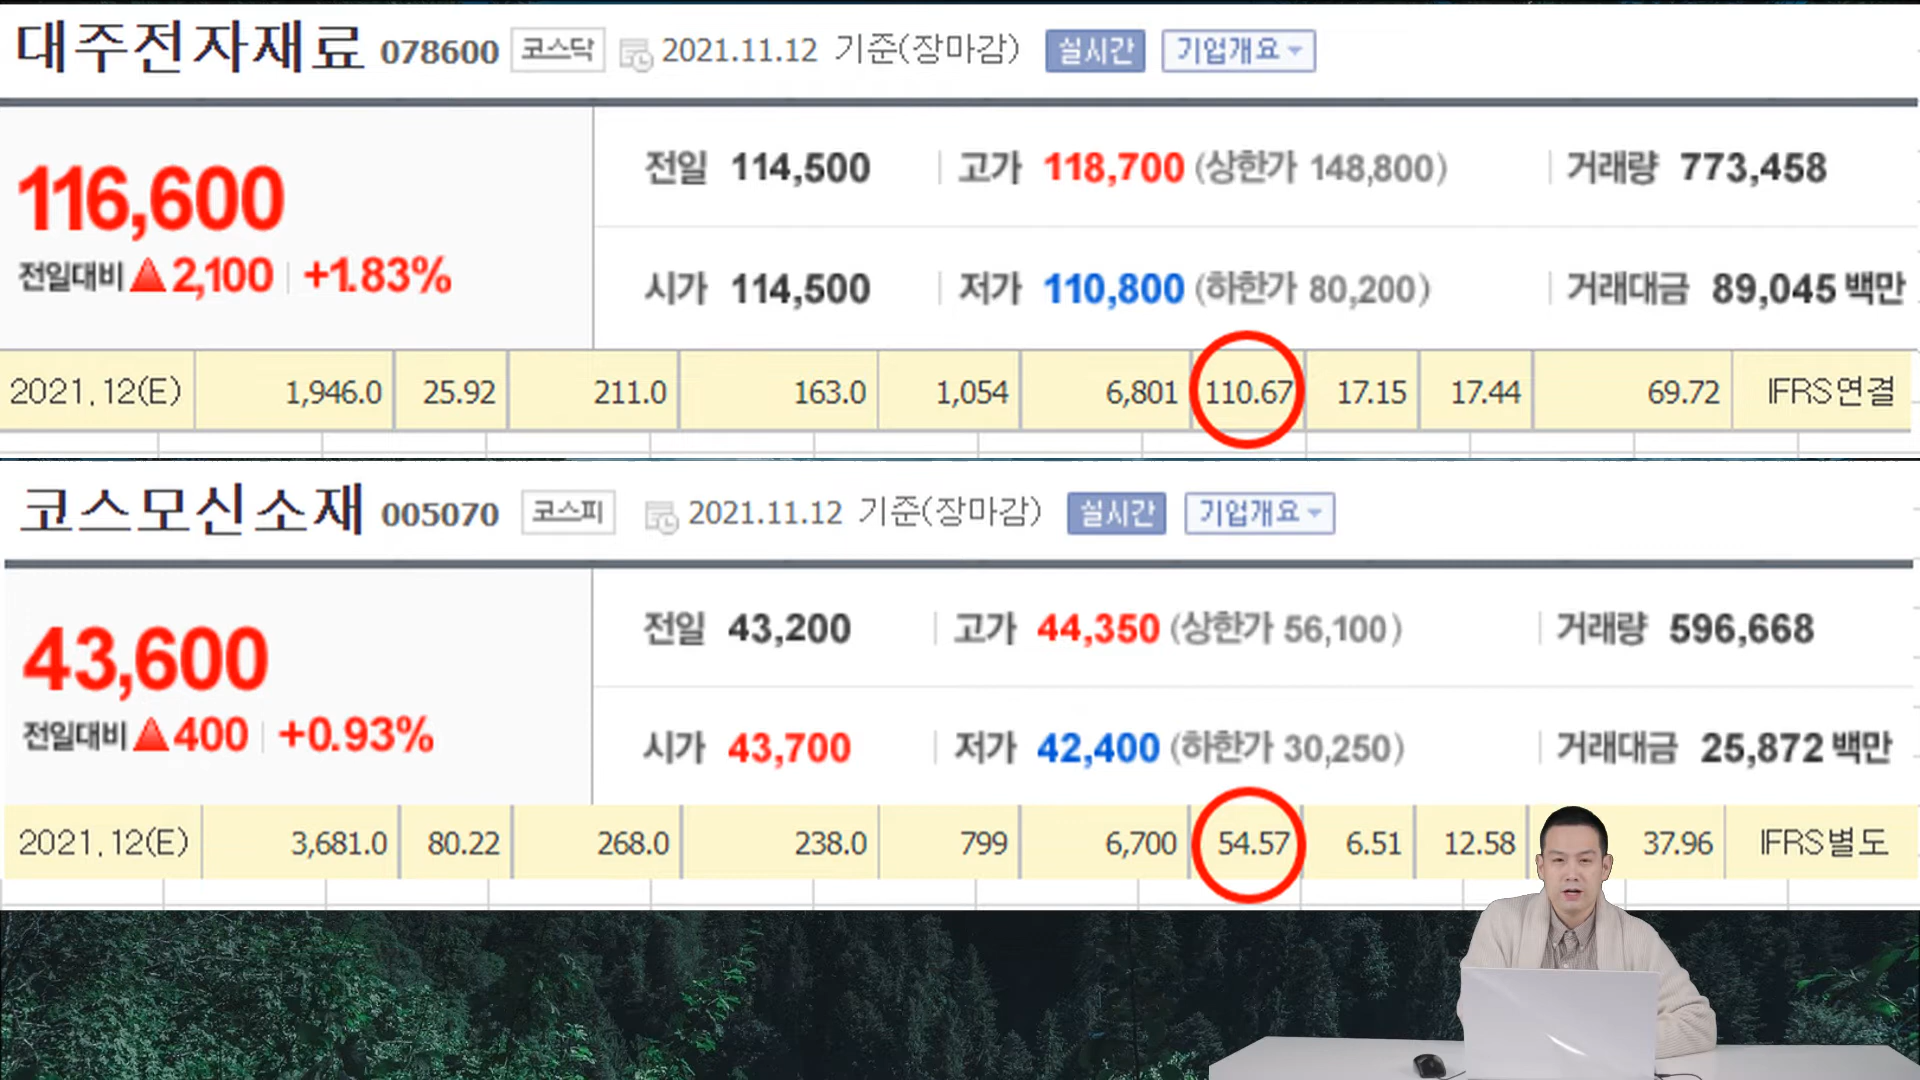 대주전자재료 078600 코스닥 2021.11.12 기준(장마감) 실시간 기업개요
116,600
전일대비 ▲2,100 +1.83%
전일 114,500 고가 118,700 (상한가 148,800) 거래량 773,458
시가 114,500 저가 110,800 (하한가 80,200) 거래대금 89,045 백만
2021.12(E) 1,946.0 25.92 211.0 163.0 1,054 6,801 110.67 17.15 17.44 69.72 IFRS연결
코스모신소재 005070 코스피 2021.11.12 기준(장마감) 실시간 기업개요
43,600
전일대비 ▲400 +0.93%
전일 43,200 고가 44,350 (상한가 56,100) 거래량 596,668
시가 43,700 저가 42,400 (하한가 30,250) 거래대금 25,872 백만
2021.12(E) 3,681.0 80.22 268.0 238.0 799 6,700 54.57 6.51 12.58 37.96 IFRS별도